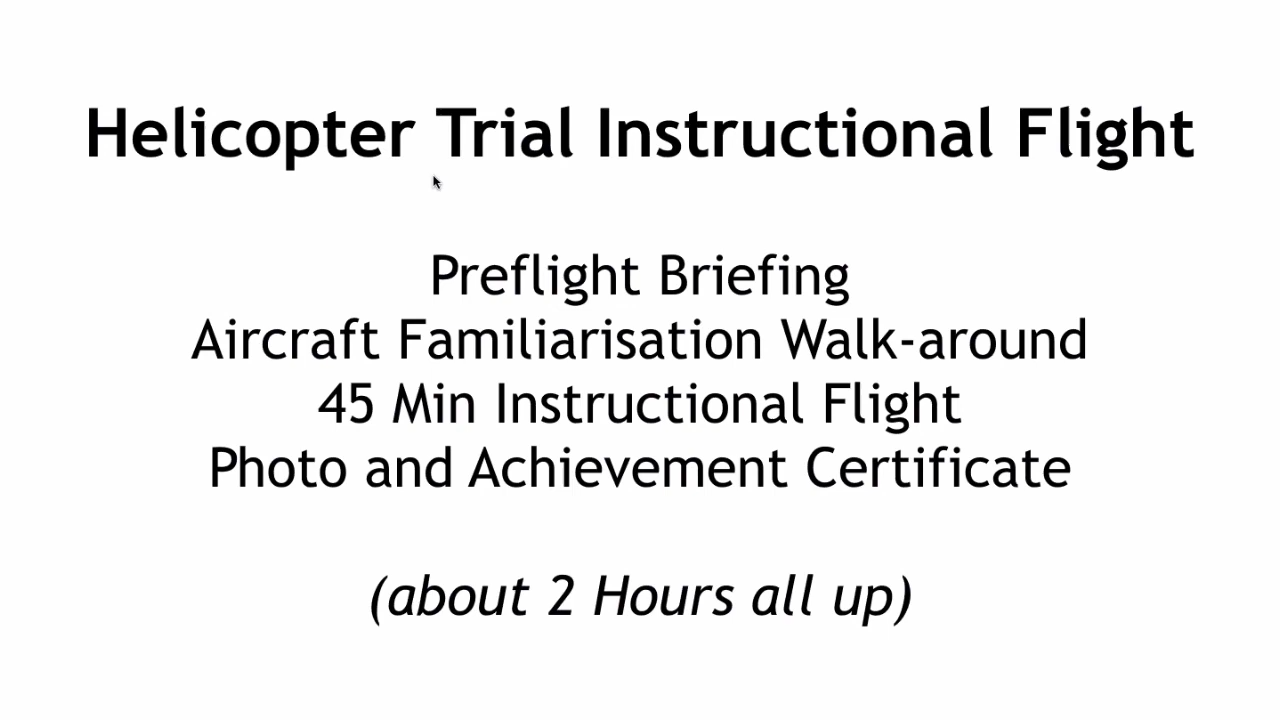 Helicopter Trial Instructional Flight
Preflight Briefing
Aircraft Familiarisation Walk-around
45 Min Instructional Flight
Photo and Achievement Certificate
(about 2 Hours all up)